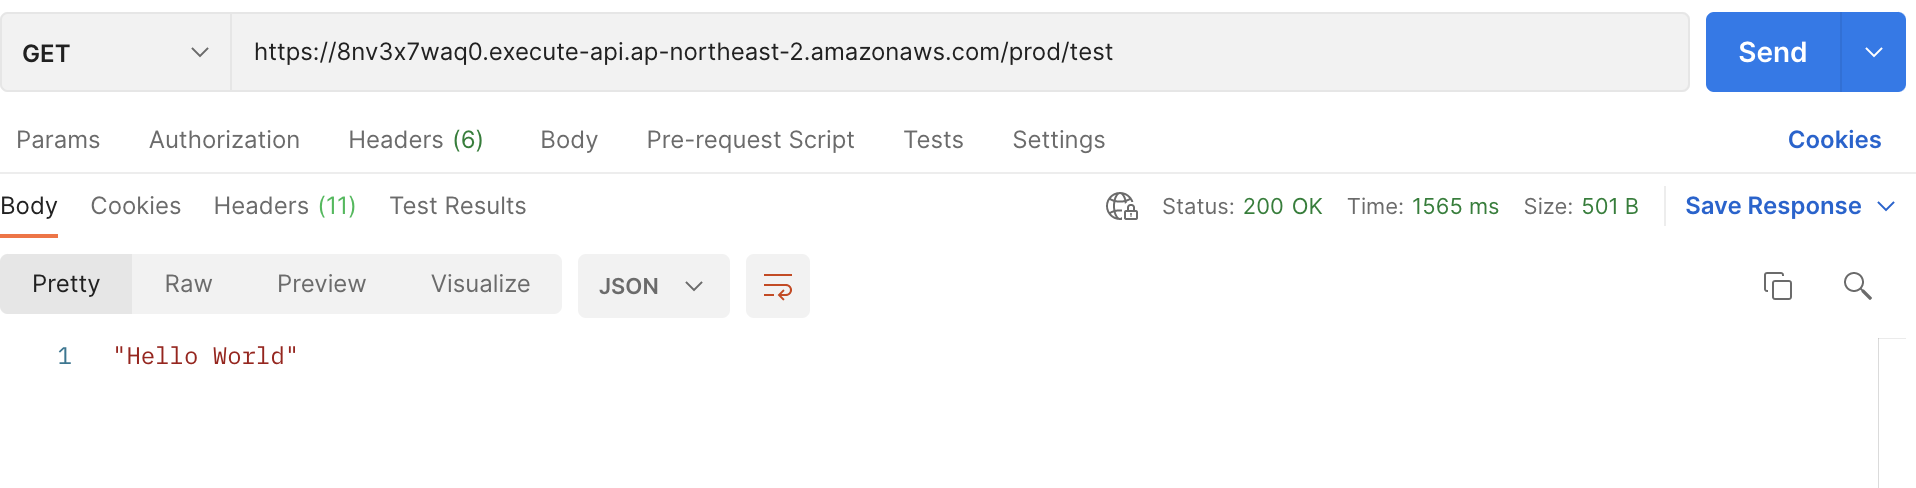 GET https://8nv3x7waq0.execute-api.ap-northeast-2.amazonaws.com/prod/test Send
Params Authorization Headers (6) Body Pre-request Script Tests Settings Cookies
Body Cookies Headers (11) Test Results Status: 200 OK Time: 1565 ms Size: 501 B Save Response
Pretty Raw Preview Visualize JSON
1 "Hello World"